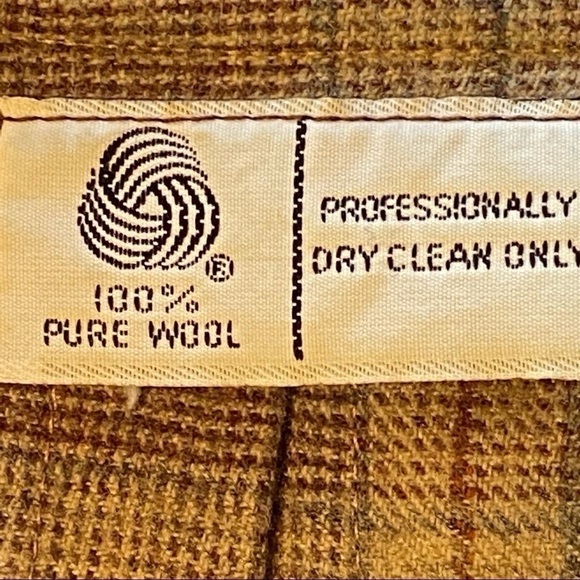 ®
100%
PURE WOOL
PROFESSIONALLY
DRY CLEAN ONLY